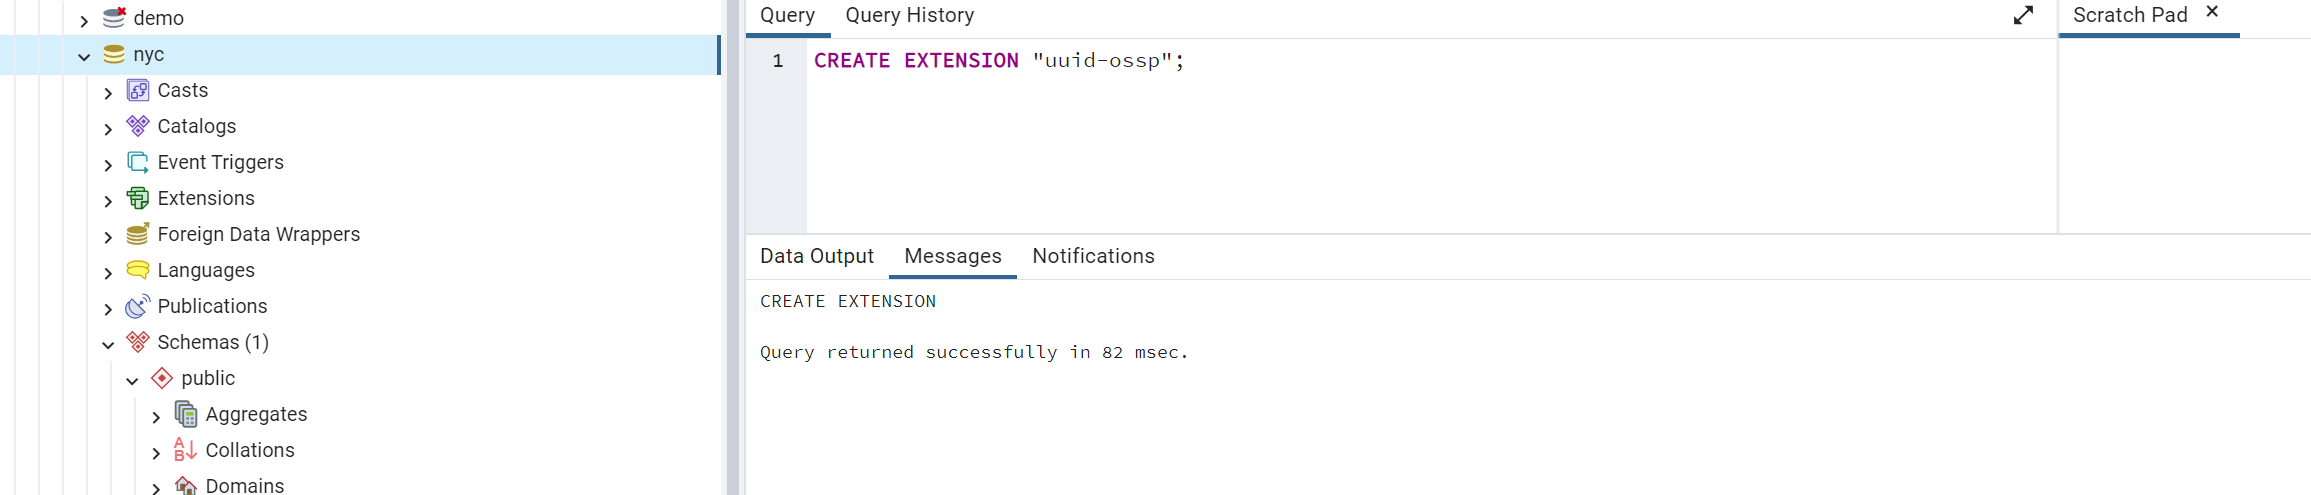 demo
nyc
Casts
Catalogs
Event Triggers
Extensions
Foreign Data Wrappers
Languages
Publications
Schemas (1)
public
Aggregates
Collations
Domains
Query Query History
Scratch Pad ×
1 CREATE EXTENSION "uuid-ossp";
Data Output Messages Notifications
CREATE EXTENSION
Query returned successfully in 82 msec.